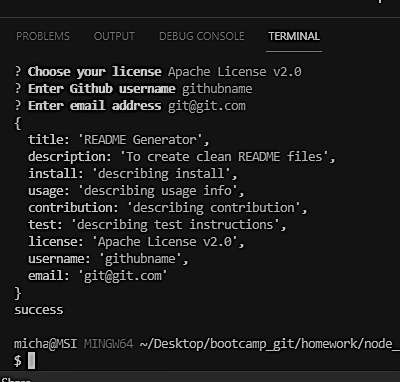 PROBLEMS OUTPUT DEBUG CONSOLE TERMINAL
? Choose your license Apache License v2.0
? Enter Github username githubname
? Enter email address git@git.com
{
  title: 'README Generator',
  description: 'To create clean README files',
  install: 'describing install',
  usage: 'describing usage info',
  contribution: 'describing contribution',
  test: 'describing test instructions',
  license: 'Apache License v2.0',
  username: 'githubname',
  email: 'git@git.com'
}
success
micha@MSI MINGW64 ~/Desktop/bootcamp_git/homework/node_
$